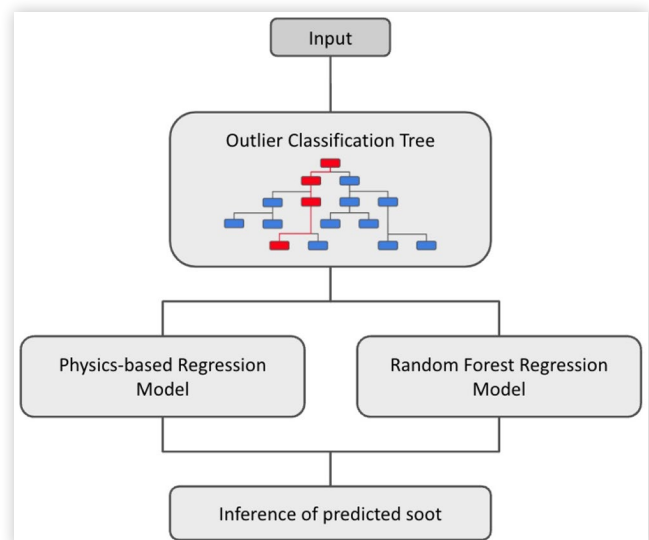 Input
Outlier Classification Tree
Physics-based Regression
Model
Random Forest Regression
Model
Inference of predicted soot